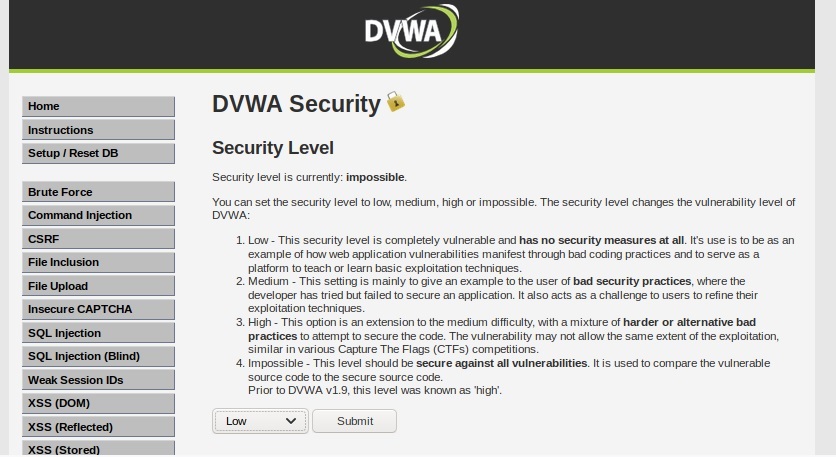 DVWA
Home
Instructions
Setup / Reset DB
Brute Force
Command Injection
CSRF
File Inclusion
File Upload
Insecure CAPTCHA
SQL Injection
SQL Injection (Blind)
Weak Session IDs
XSS (DOM)
XSS (Reflected)
XSS (Stored)
DVWA Security
Security Level
Security level is currently: impossible.
You can set the security level to low, medium, high or impossible. The security level changes the vulnerability level of
DVWA:
1. Low - This security level is completely vulnerable and has no security measures at all. It's use is to be as an
example of how web application vulnerabilities manifest through bad coding practices and to serve as a
platform to teach or learn basic exploitation techniques.
2. Medium - This setting is mainly to give an example to the user of bad security practices, where the
developer has tried but failed to secure an application. It also acts as a challenge to users to refine their
exploitation techniques.
3. High - This option is an extension to the medium difficulty, with a mixture of harder or alternative bad
practices to attempt to secure the code. The vulnerability may not allow the same extent of the exploitation,
similar in various Capture The Flags (CTFs) competitions.
4. Impossible - This level should be secure against all vulnerabilities. It is used to compare the vulnerable
source code to the secure source code.
Prior to DVWA v1.9, this level was known as 'high'.
Low
Submit